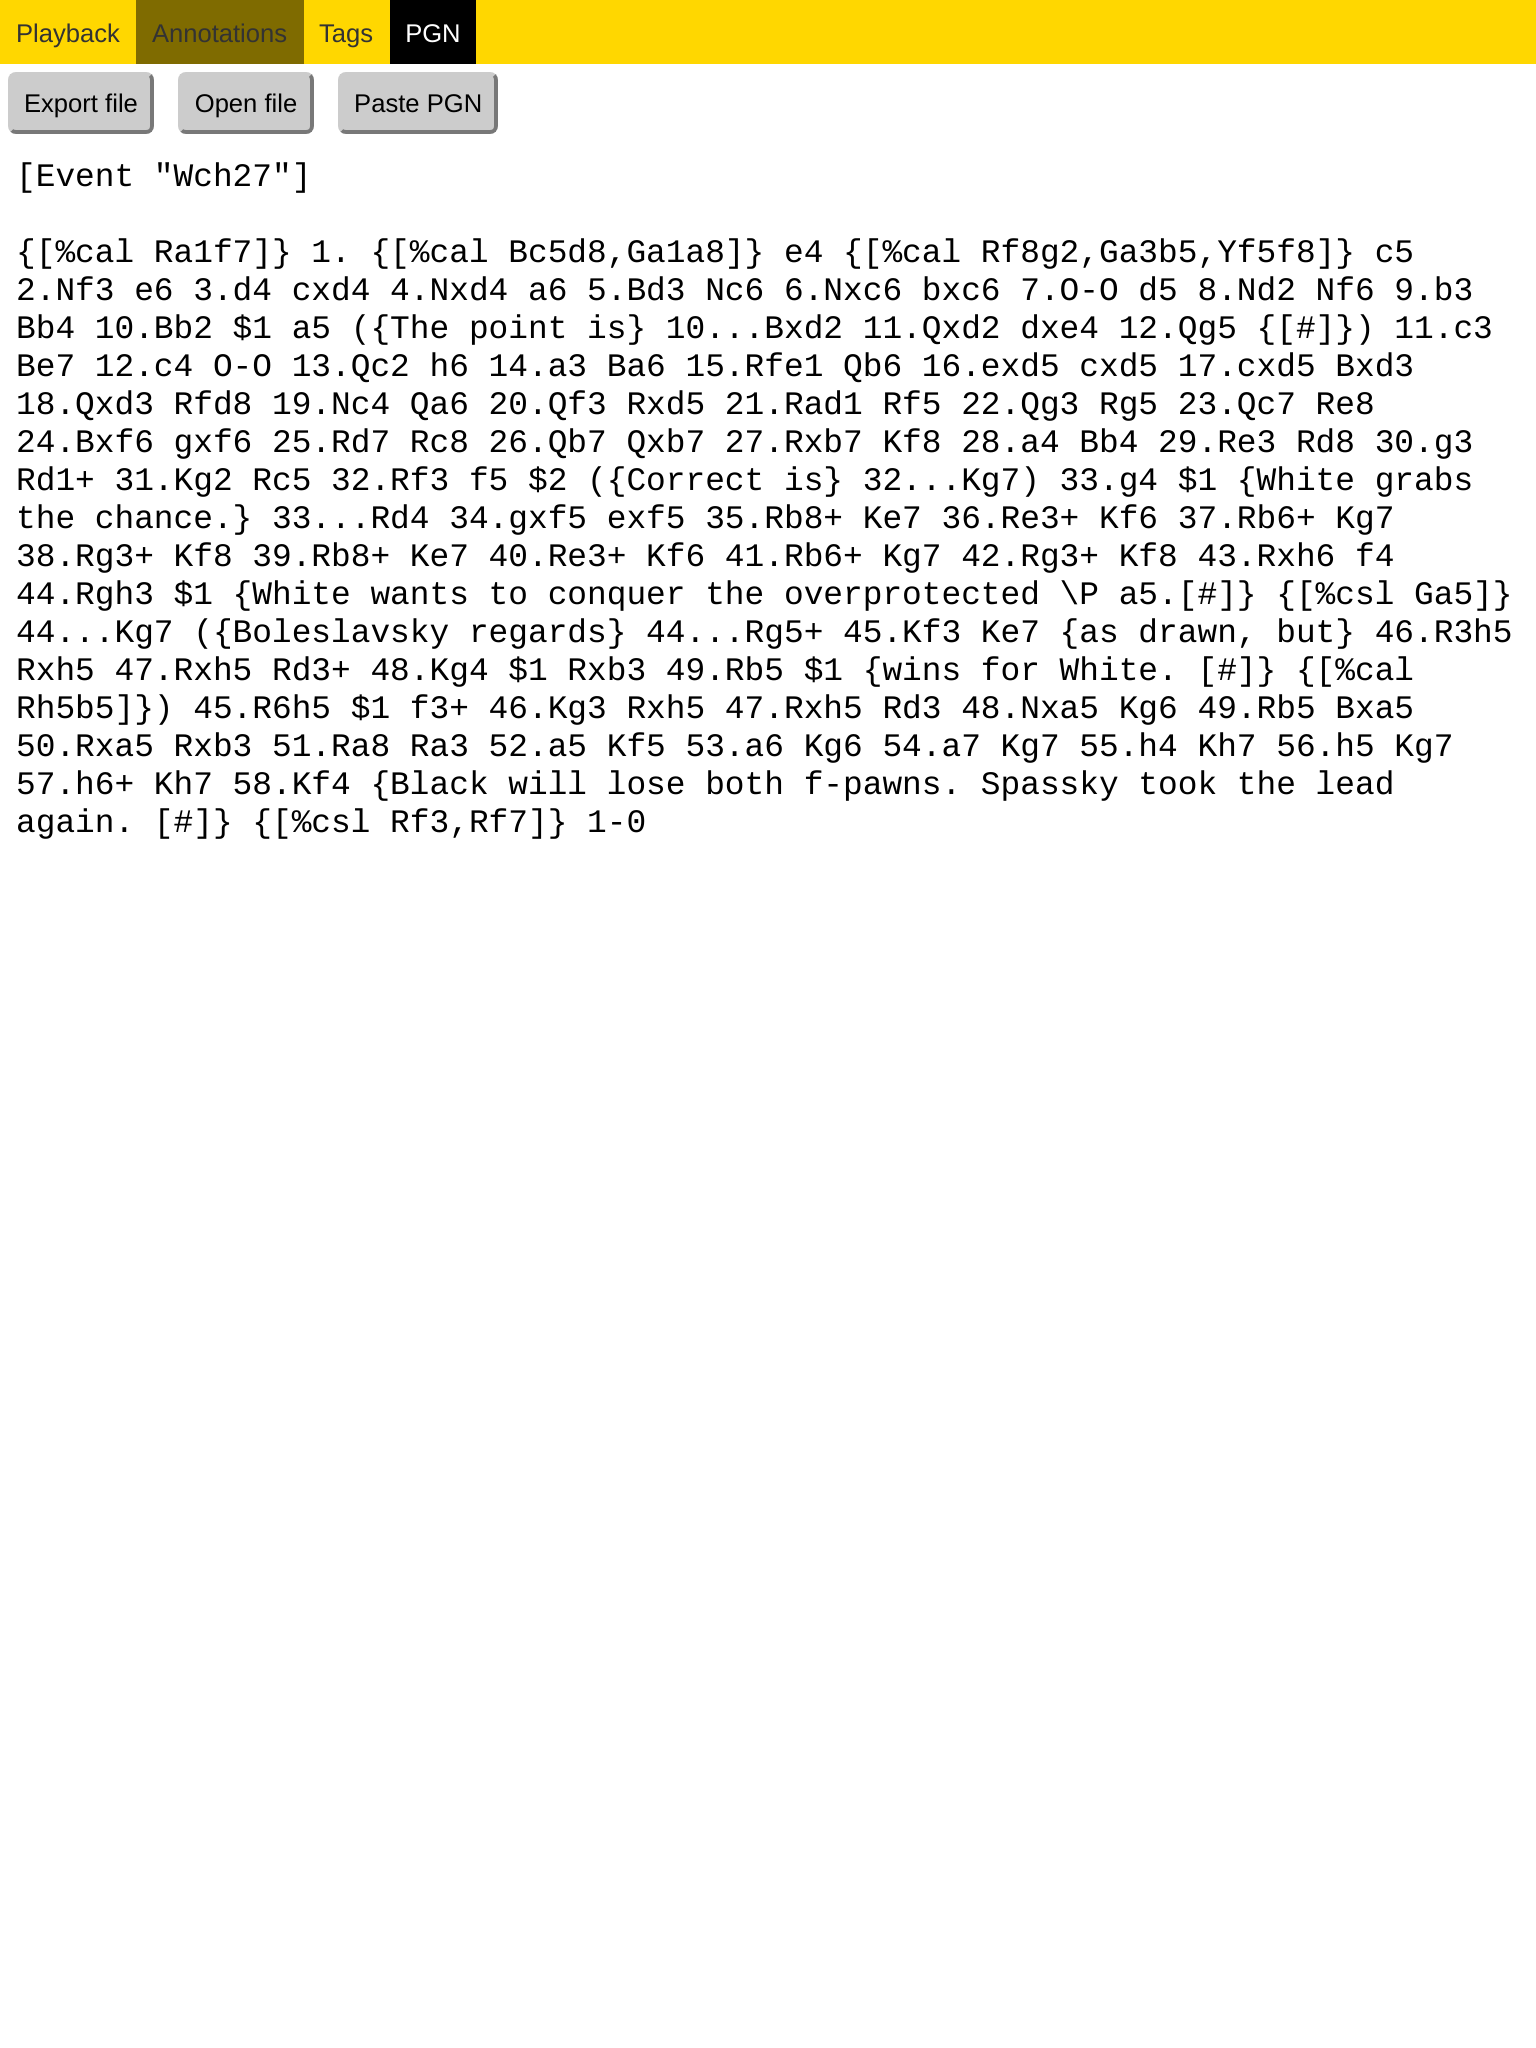 Playback Annotations Tags PGN
Export file Open file Paste PGN
[Event "Wch27"]
{[%cal Ra1f7]} 1. {[%cal Bc5d8,Ga1a8]} e4 {[%cal Rf8g2,Ga3b5,Yf5f8]} c5
2.Nf3 e6 3.d4 cxd4 4.Nxd4 a6 5.Bd3 Nc6 6.Nxc6 bxc6 7.O-O d5 8.Nd2 Nf6 9.b3
Bb4 10.Bb2 $1 a5 ({The point is} 10...Bxd2 11.Qxd2 dxe4 12.Qg5 {[#]}) 11.c3
Be7 12.c4 O-O 13.Qc2 h6 14.a3 Ba6 15.Rfe1 Qb6 16.exd5 cxd5 17.cxd5 Bxd3
18.Qxd3 Rfd8 19.Nc4 Qa6 20.Qf3 Rxd5 21.Rad1 Rf5 22.Qg3 Rg5 23.Qc7 Re8
24.Bxf6 gxf6 25.Rd7 Rc8 26.Qb7 Qxb7 27.Rxb7 Kf8 28.a4 Bb4 29.Re3 Rd8 30.g3
Rd1+ 31.Kg2 Rc5 32.Rf3 f5 $2 ({Correct is} 32...Kg7) 33.g4 $1 {White grabs
the chance.} 33...Rd4 34.gxf5 exf5 35.Rb8+ Ke7 36.Re3+ Kf6 37.Rb6+ Kg7
38.Rg3+ Kf8 39.Rb8+ Ke7 40.Re3+ Kf6 41.Rb6+ Kg7 42.Rg3+ Kf8 43.Rxh6 f4
44.Rgh3 $1 {White wants to conquer the overprotected \P a5.[#]} {[%csl Ga5]}
44...Kg7 ({Boleslavsky regards} 44...Rg5+ 45.Kf3 Ke7 {as drawn, but} 46.R3h5
Rxh5 47.Rxh5 Rd3+ 48.Kg4 $1 Rxb3 49.Rb5 $1 {wins for White. [#]} {[%cal
Rh5b5]}) 45.R6h5 $1 f3+ 46.Kg3 Rxh5 47.Rxh5 Rd3 48.Nxa5 Kg6 49.Rb5 Bxa5
50.Rxa5 Rxb3 51.Ra8 Ra3 52.a5 Kf5 53.a6 Kg6 54.a7 Kg7 55.h4 Kh7 56.h5 Kg7
57.h6+ Kh7 58.Kf4 {Black will lose both f-pawns. Spassky took the lead
again. [#]} {[%csl Rf3,Rf7]} 1-0